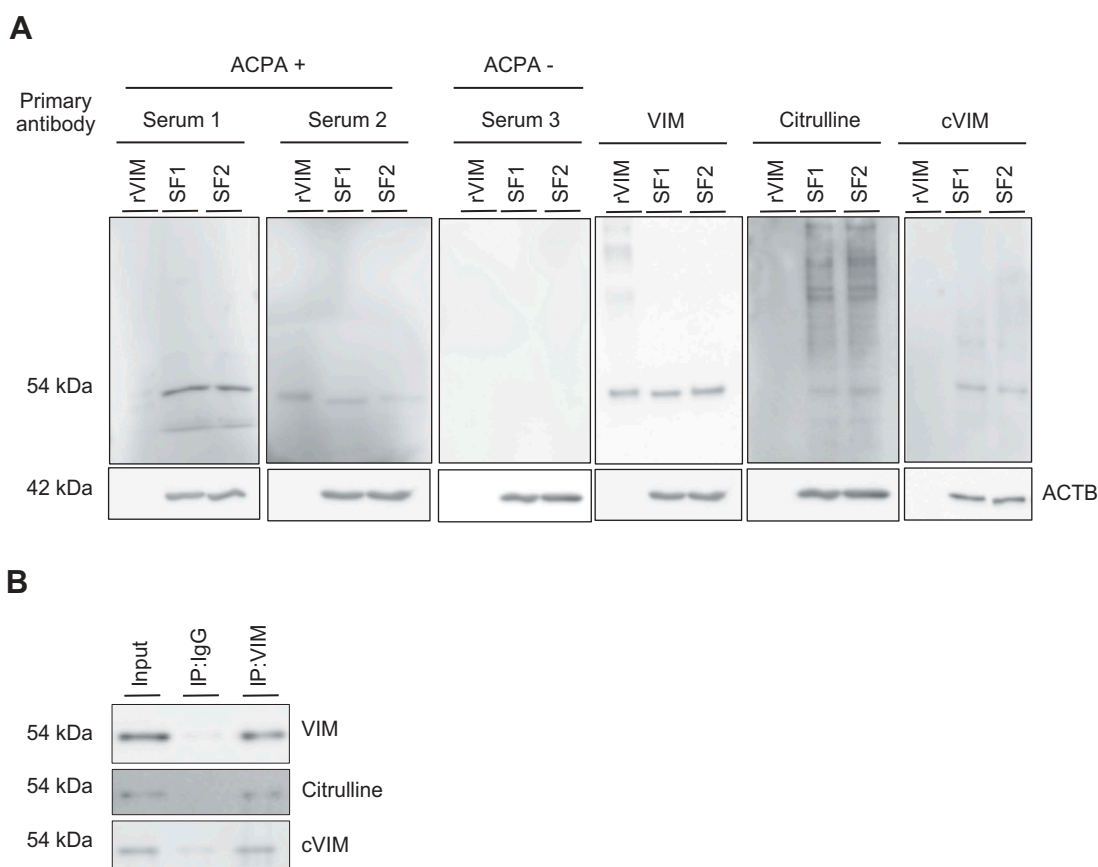 A
ACPA +
ACPA -
Primary
antibody
Serum 1
Serum 2
Serum 3
VIM
Citrulline
cVIM
rVIM
SF1
SF2
rVIM
SF1
SF2
rVIM
SF1
SF2
rVIM
SF1
SF2
rVIM
SF1
SF2
rVIM
SF1
SF2
54 kDa
42 kDa
ACTB
B
Input
IP:IgG
IP:VIM
54 kDa
VIM
54 kDa
Citrulline
54 kDa
cVIM